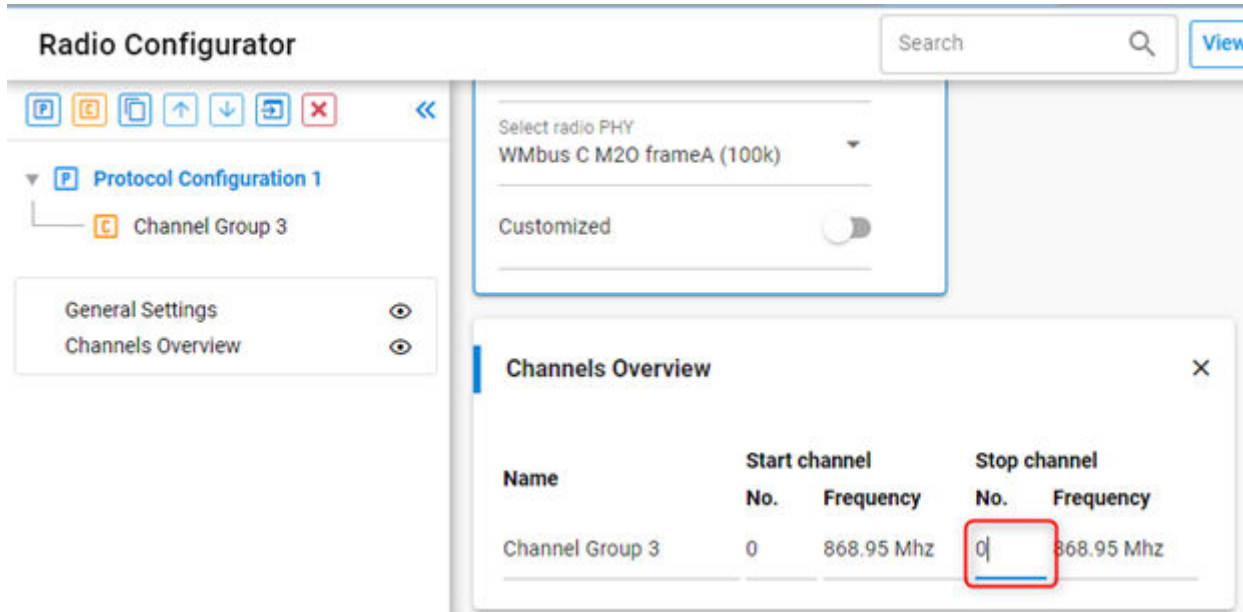 Radio Configurator
Search
View
P C
Select radio PHY
WMbus C M2O frameA (100k)
P Protocol Configuration 1
C Channel Group 3
Customized
General Settings
Channels Overview
Channels Overview
Name
Start channel
Stop channel
No. Frequency No. Frequency
Channel Group 3 0 868.95 Mhz 0 868.95 Mhz